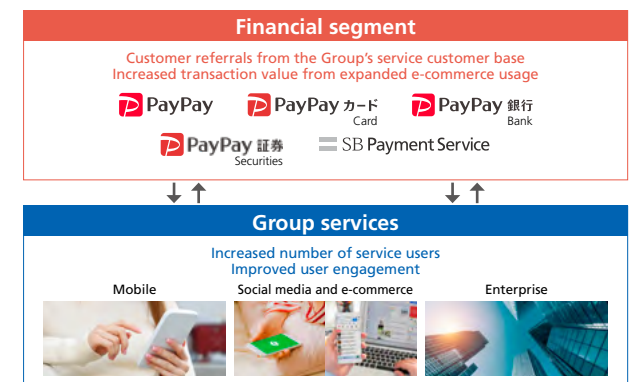 Financial segment
Customer referrals from the Group's service customer base
Increased transaction value from expanded e-commerce usage
PayPay
PayPay カード
Card
PayPay 銀行
Bank
PayPay 証券
Securities
SB Payment Service
Group services
Increased number of service users
Improved user engagement
Mobile
Social media and e-commerce
Enterprise